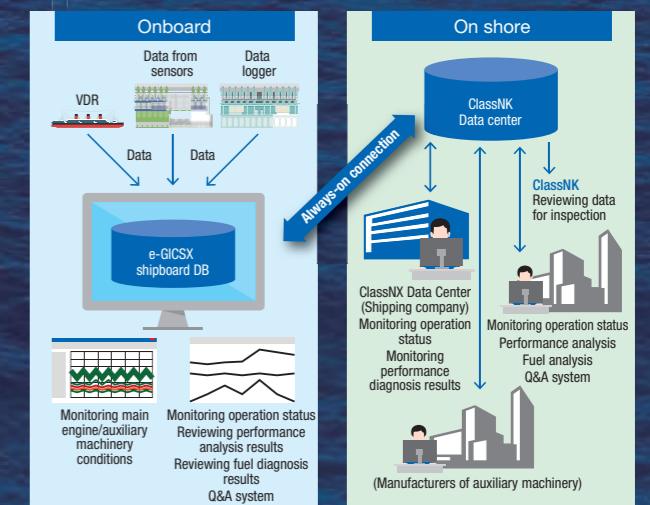 Onboard
VDR
Data from
sensors
Data
logger
Data
Data
e-GICSX
shipboard DB
Monitoring main
engine/auxiliary
machinery
conditions
Monitoring operation status
Reviewing performance
analysis results
Reviewing fuel diagnosis
results
Q&A system
Always-on connection
On shore
ClassNK
Data center
ClassNK
Reviewing data
for inspection
ClassNX Data Center
(Shipping company)
Monitoring operation
status
Monitoring
performance
diagnosis results
Monitoring operation status
Performance analysis
Fuel analysis
Q&A system
(Manufacturers of auxiliary machinery)